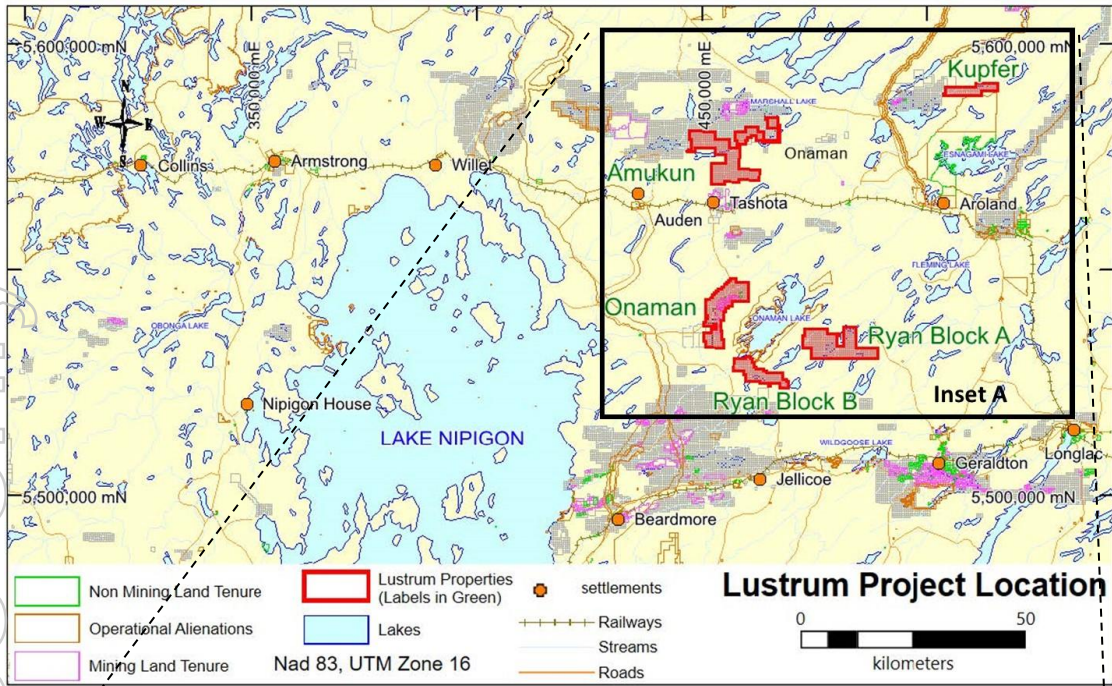 5,600,000 mN
350,000 mE
450,000 mE
5,600,000 mN
Kupfer
N
W E
S
MARSHALL LAKE
Collins
Armstrong
Willet
Onaman
ESNAGAMI LAKE
Amukun
Auden
Tashota
Aroland
FLEMING LAKE
Onaman
ONAMAN LAKE
OBONGA LAKE
Ryan Block A
Ryan Block B
Inset A
Nipigon House
LAKE NIPIGON
WILDGOOSE LAKE
Longlac
Geraldton
Jellicoe
5,500,000 mN
5,500,000 mN
Beardmore
Non Mining Land Tenure
Operational Alienations
Mining Land Tenure
Lustrum Properties
(Labels in Green)
Lakes
Nad 83, UTM Zone 16
settlements
Railways
Streams
Roads
Lustrum Project Location
0 50
kilometers